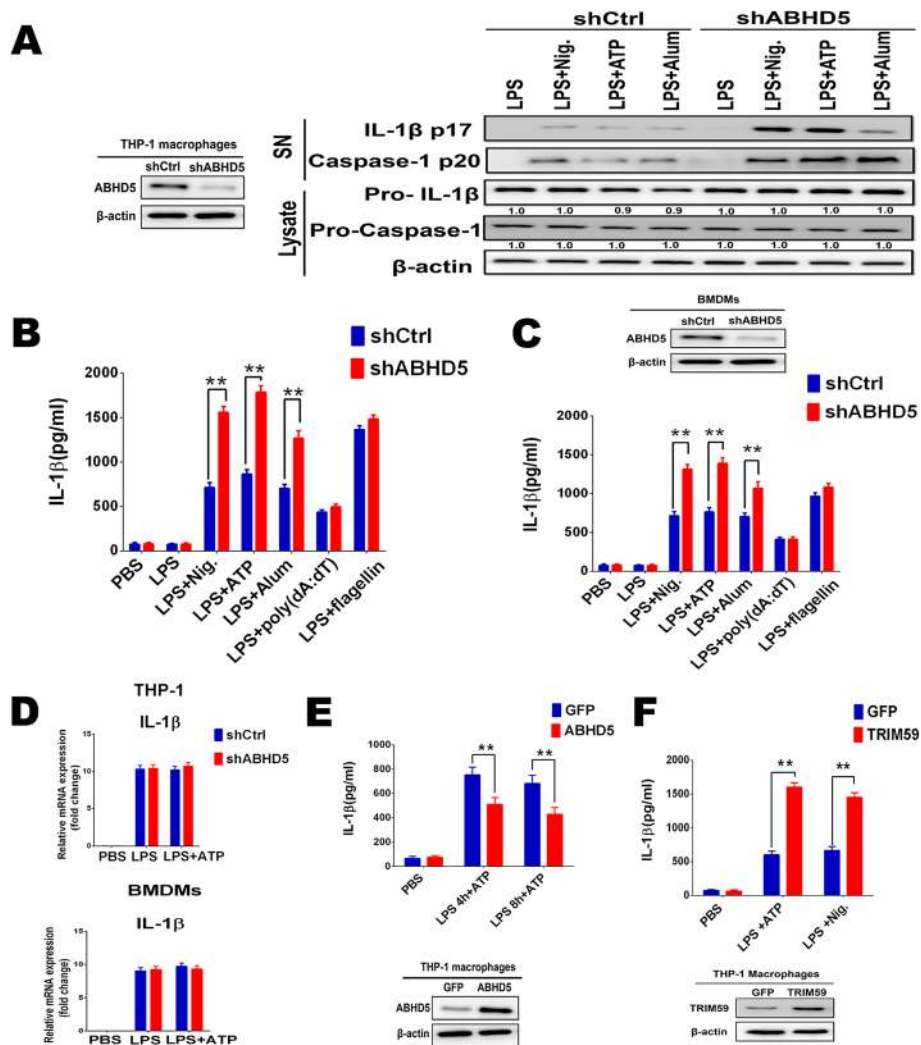 A
THP-1 macrophages
shCtrl shABHD5
ABHD5
β-actin
shCtrl shABHD5
LPS LPS+Nig. LPS+ATP LPS+Alum LPS LPS+Nig. LPS+ATP LPS+Alum
SN
IL-1β p17
Caspase-1 p20
Lysate
Pro- IL-1β
1.0 1.0 0.9 0.9 1.0 1.0 1.0 1.0
Pro-Caspase-1
1.0 1.0 1.0 1.0 1.0 1.0 1.0 1.0
β-actin
B
shCtrl
shABHD5
IL-1β(pg/ml)
2000
1500
1000
500
0
** ** **
PBS LPS LPS+Nig. LPS+ATP LPS+Alum LPS+poly(dA:dT) LPS+flagellin
C
BMDMs
shCtrl shABHD5
ABHD5
β-actin
shCtrl
shABHD5
IL-1β(pg/ml)
1500
1000
500
0
** ** **
PBS LPS LPS+Nig. LPS+ATP LPS+Alum LPS+poly(dA:dT) LPS+flagellin
D
THP-1
IL-1β
shCtrl
shABHD5
Relative mRNA expression
(fold change)
15
10
5
0
PBS LPS LPS+ATP
BMDMs
IL-1β
Relative mRNA expression
(fold change)
15
10
5
0
PBS LPS LPS+ATP
E
GFP
ABHD5
IL-1β(pg/ml)
1000
800
600
400
200
0
** **
PBS LPS 4h+ATP LPS 8h+ATP
THP-1 macrophages
GFP ABHD5
ABHD5
β-actin
F
GFP
TRIM59
IL-1β(pg/ml)
2000
1500
1000
500
0
** **
PBS LPS +ATP LPS +Nig.
THP-1 Macrophages
GFP TRIM59
TRIM59
β-actin